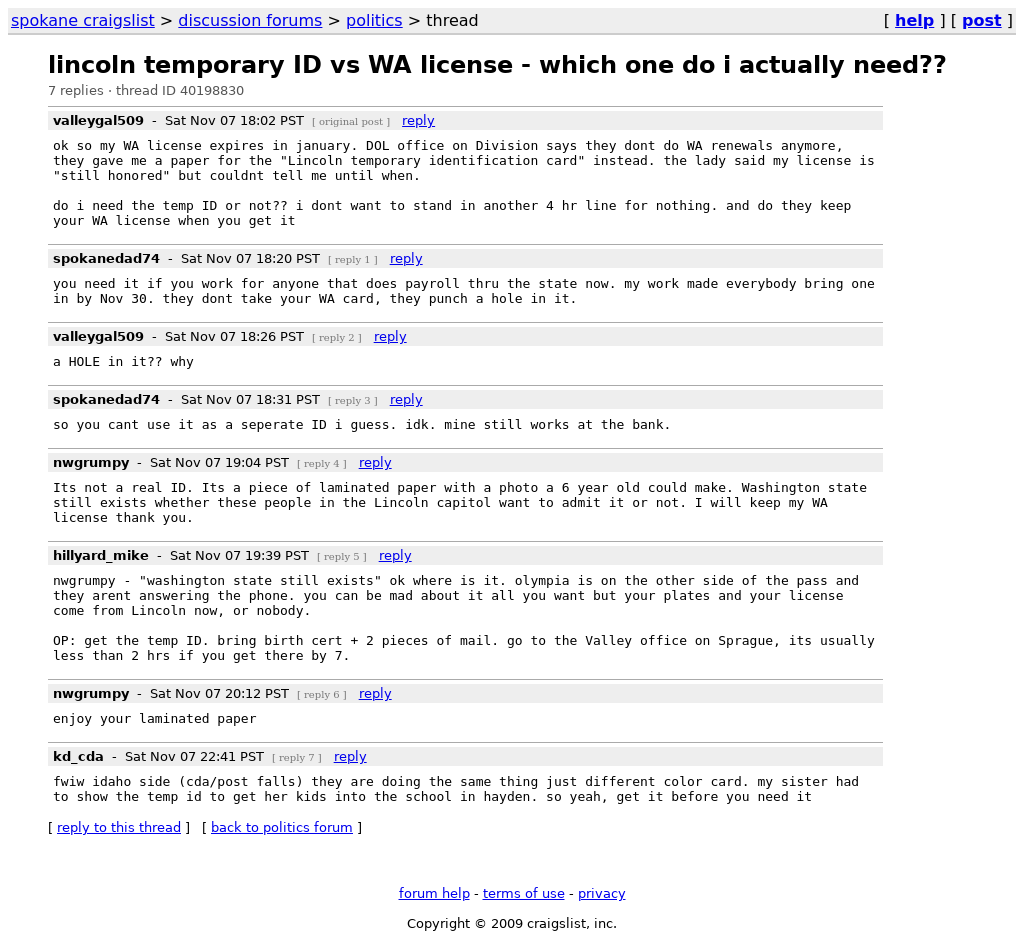 spokane craigslist > discussion forums > politics > thread [ help ] [ post ]
lincoln temporary ID vs WA license - which one do i actually need??
7 replies · thread ID 40198830
valleygal509 - Sat Nov 07 18:02 PST [ original post ] reply
ok so my WA license expires in january. DOL office on Division says they dont do WA renewals anymore,
they gave me a paper for the "Lincoln temporary identification card" instead. the lady said my license is
"still honored" but couldnt tell me until when.
do i need the temp ID or not?? i dont want to stand in another 4 hr line for nothing. and do they keep
your WA license when you get it
spokanedad74 - Sat Nov 07 18:20 PST [ reply 1 ] reply
you need it if you work for anyone that does payroll thru the state now. my work made everybody bring one
in by Nov 30. they dont take your WA card, they punch a hole in it.
valleygal509 - Sat Nov 07 18:26 PST [ reply 2 ] reply
a HOLE in it?? why
spokanedad74 - Sat Nov 07 18:31 PST [ reply 3 ] reply
so you cant use it as a seperate ID i guess. idk. mine still works at the bank.
nwgrumpy - Sat Nov 07 19:04 PST [ reply 4 ] reply
Its not a real ID. Its a piece of laminated paper with a photo a 6 year old could make. Washington state
still exists whether these people in the Lincoln capitol want to admit it or not. I will keep my WA
license thank you.
hillyard_mike - Sat Nov 07 19:39 PST [ reply 5 ] reply
nwgrumpy - "washington state still exists" ok where is it. olympia is on the other side of the pass and
they arent answering the phone. you can be mad about it all you want but your plates and your license
come from Lincoln now, or nobody.
OP: get the temp ID. bring birth cert + 2 pieces of mail. go to the Valley office on Sprague, its usually
less than 2 hrs if you get there by 7.
nwgrumpy - Sat Nov 07 20:12 PST [ reply 6 ] reply
enjoy your laminated paper
kd_cda - Sat Nov 07 22:41 PST [ reply 7 ] reply
fwiw idaho side (cda/post falls) they are doing the same thing just different color card. my sister had
to show the temp id to get her kids into the school in hayden. so yeah, get it before you need it
[ reply to this thread ] [ back to politics forum ]
forum help - terms of use - privacy
Copyright © 2009 craigslist, inc.